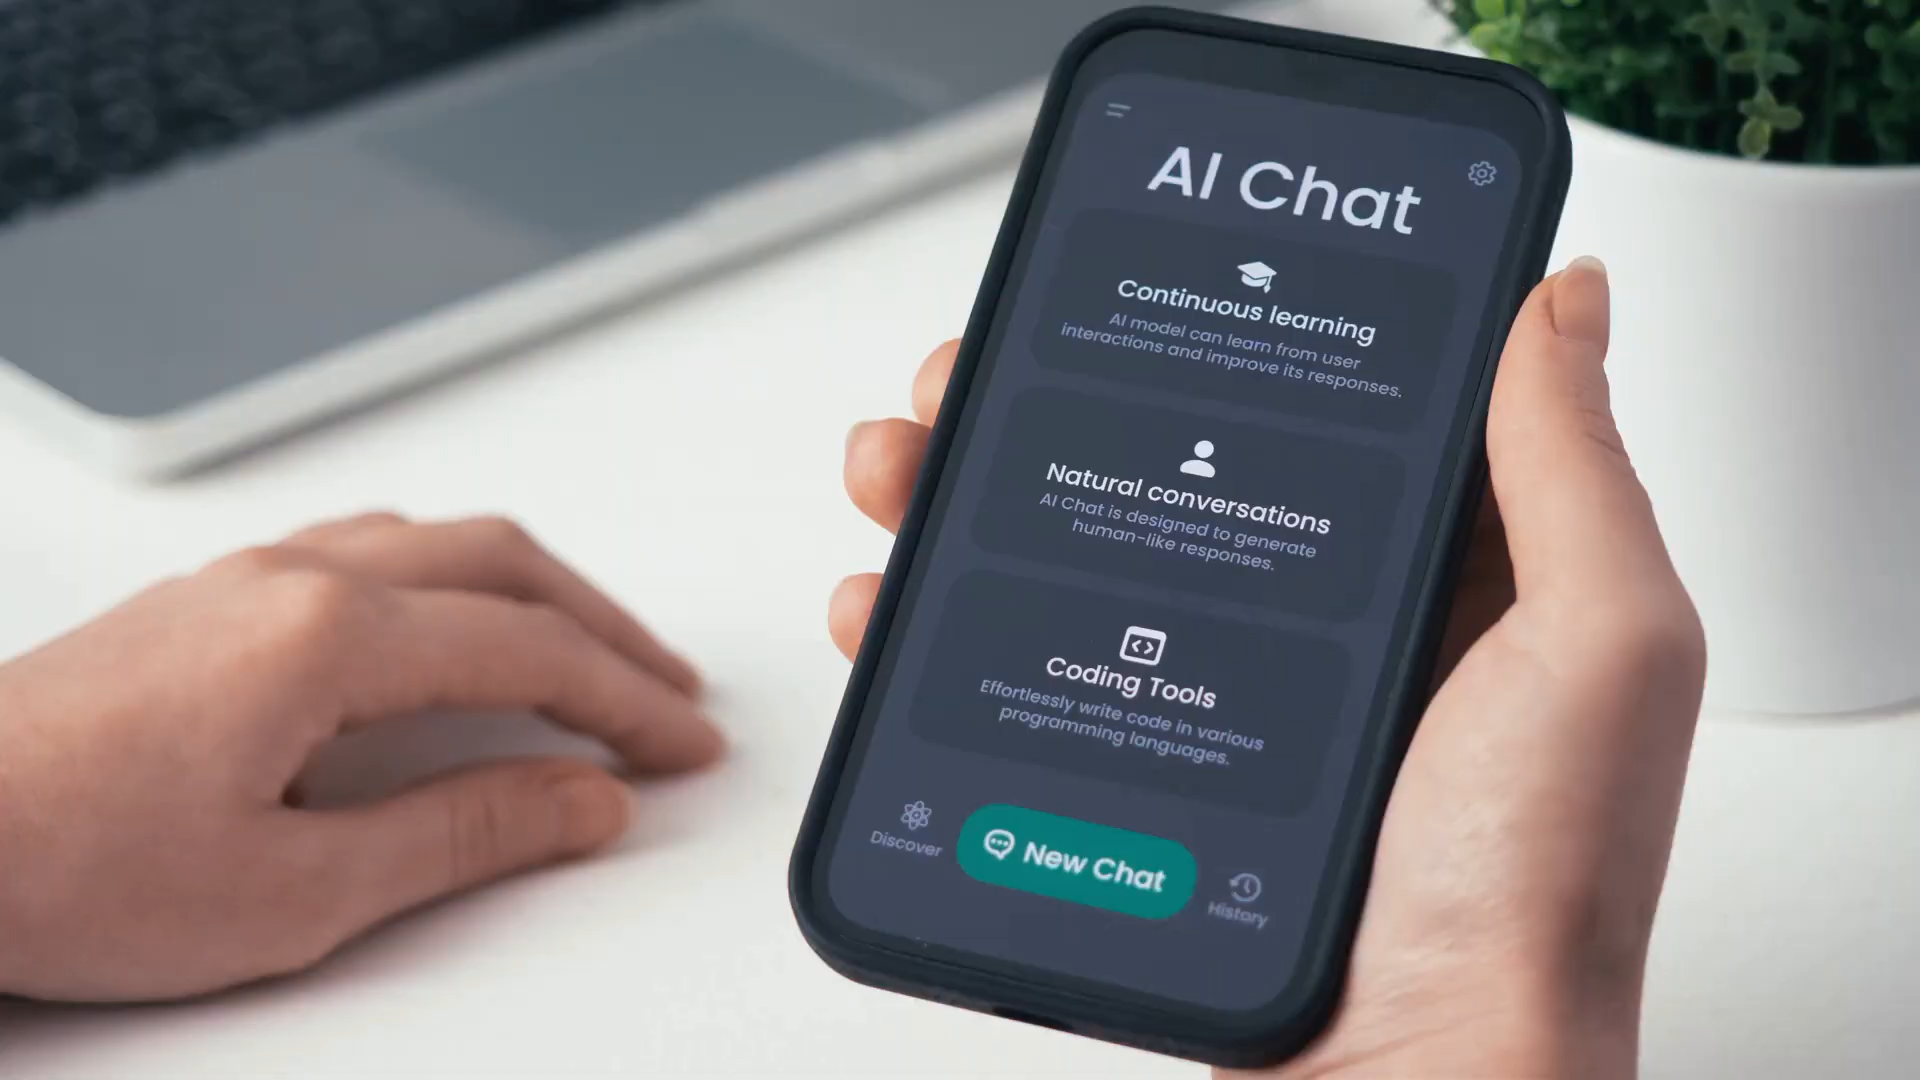 AI Chat
Continuous learning
AI model can learn from user
interactions and improve its responses.
Natural conversations
AI Chat is designed to generate
human-like responses.
Coding Tools
Effortlessly write code in various
programming languages.
Discover
New Chat
History